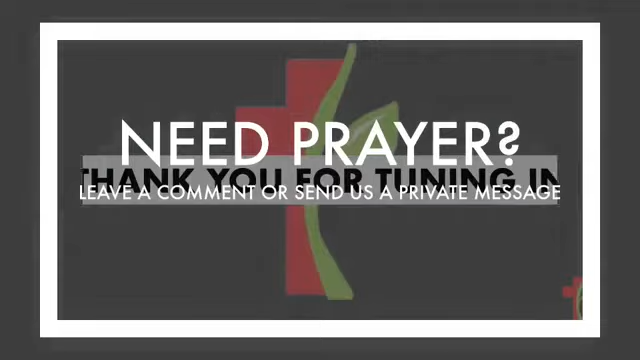 NEED PRAYER?
THANK YOU FOR TUNING IN
LEAVE A COMMENT OR SEND US A PRIVATE MESSAGE